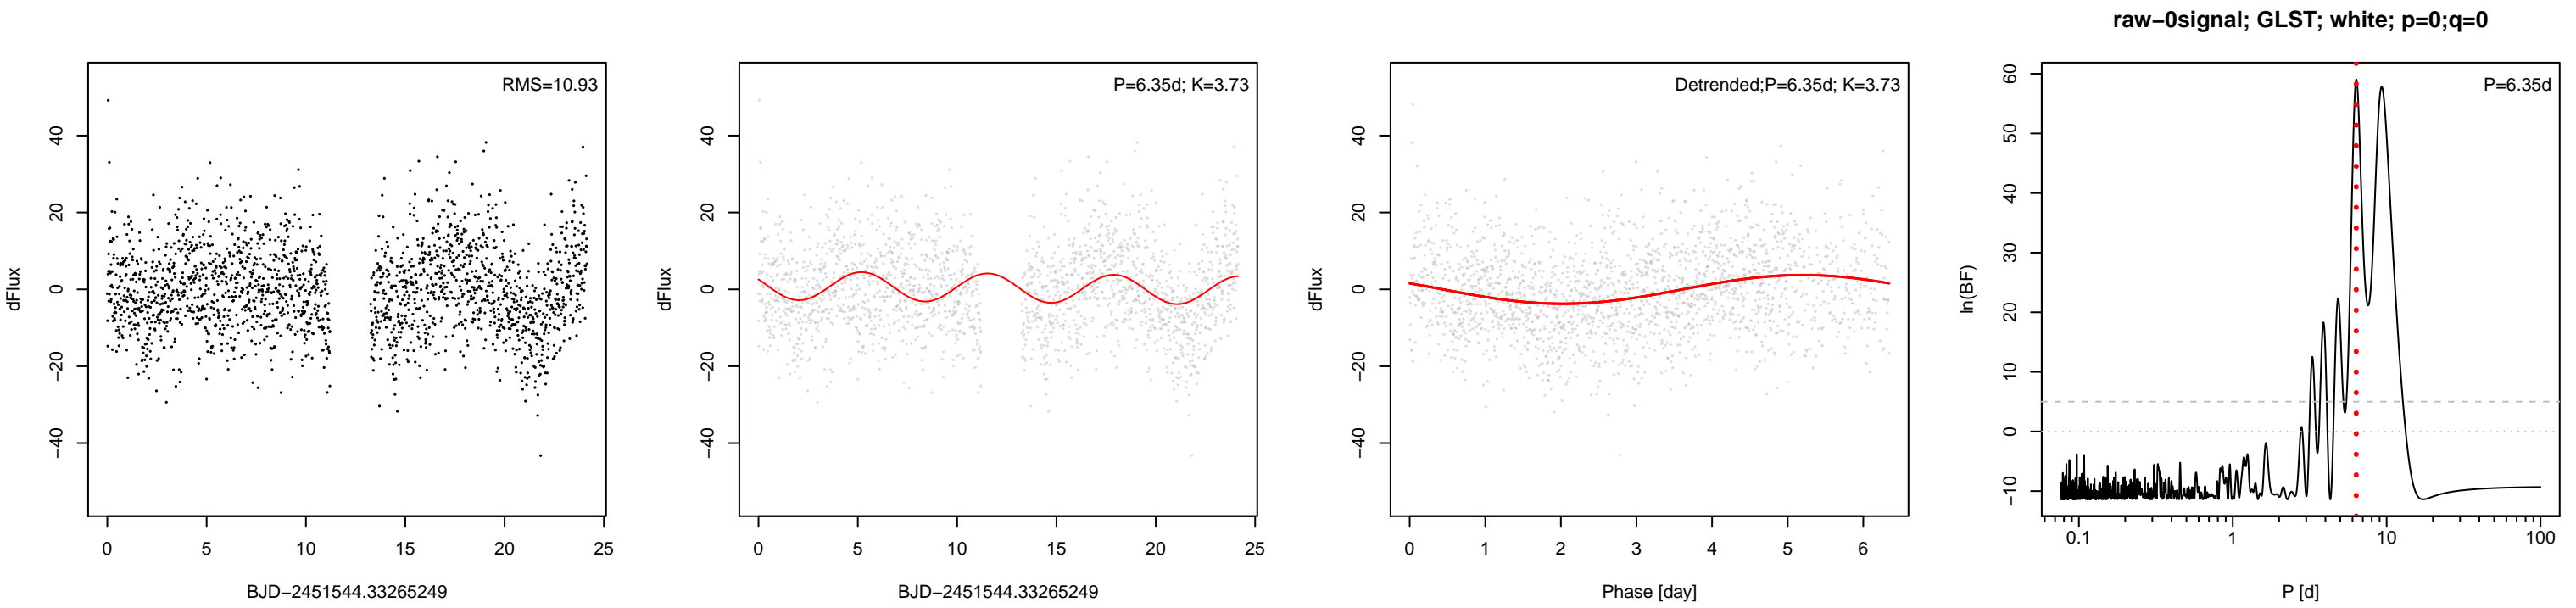 raw−0signal; GLST; white; p=0;q=0
RMS=10.93
dFlux
40
20
0
−20
−40
0 5 10 15 20 25
BJD−2451544.33265249
P=6.35d; K=3.73
dFlux
40
20
0
−20
−40
0 5 10 15 20 25
BJD−2451544.33265249
Detrended;P=6.35d; K=3.73
dFlux
40
20
0
−20
−40
0 1 2 3 4 5 6
Phase [day]
P=6.35d
ln(BF)
60
50
40
30
20
10
0
−10
0.1 1 10 100
P [d]